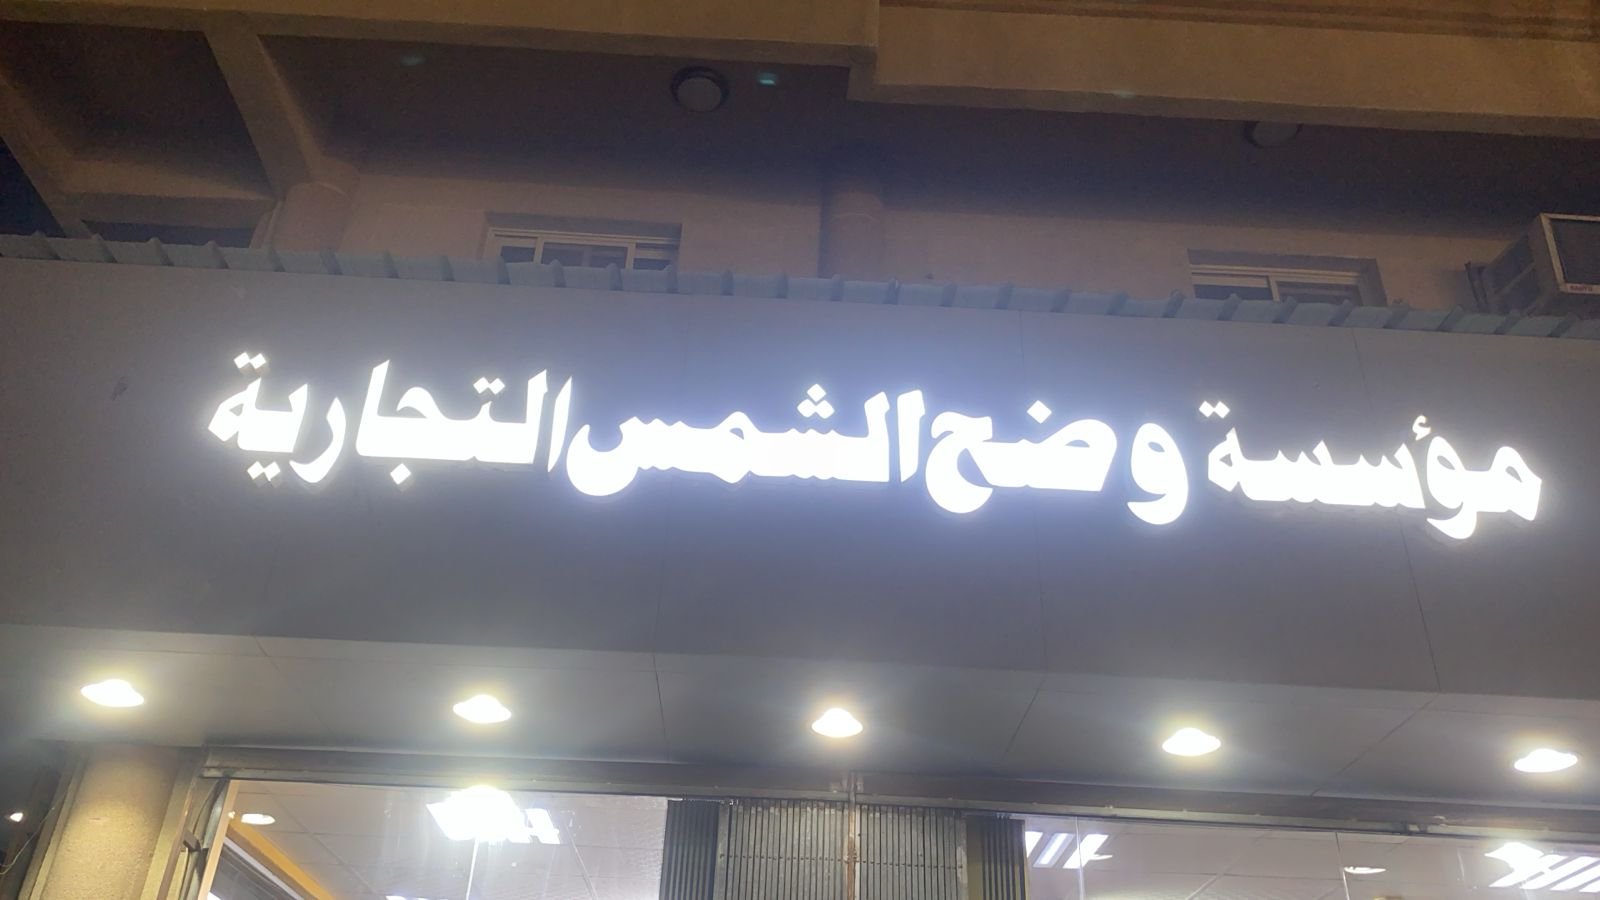 مؤسسة وضح الشمس التجارية